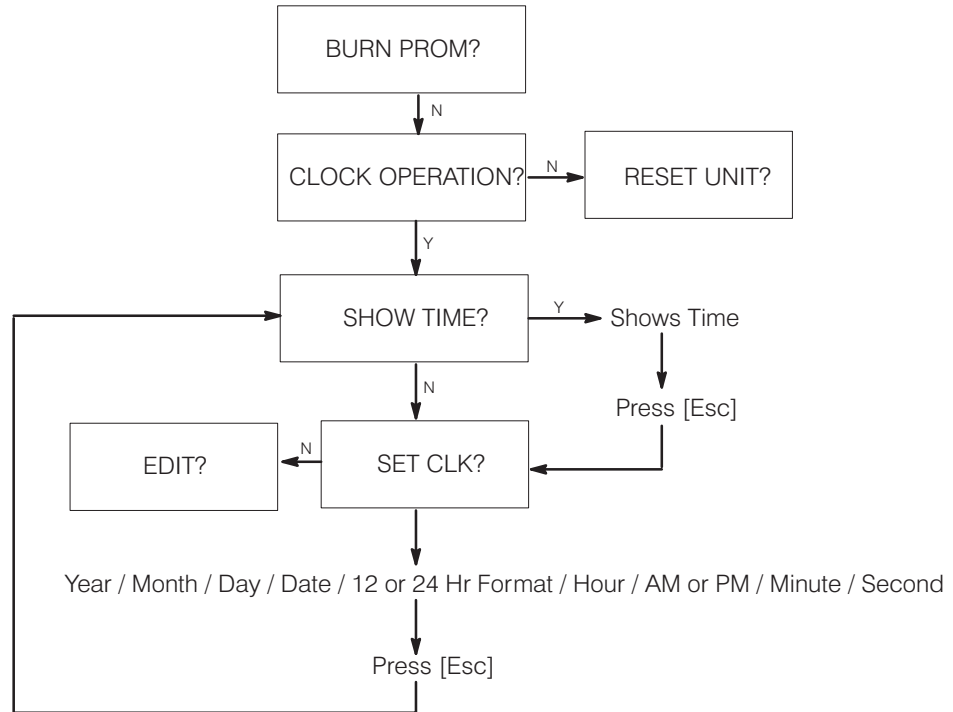 BURN PROM?
N
CLOCK OPERATION?
N
RESET UNIT?
Y
SHOW TIME?
Y
Shows Time
N
Press [Esc]
EDIT?
N
SET CLK?
Year / Month / Day / Date / 12 or 24 Hr Format / Hour / AM or PM / Minute / Second
Press [Esc]